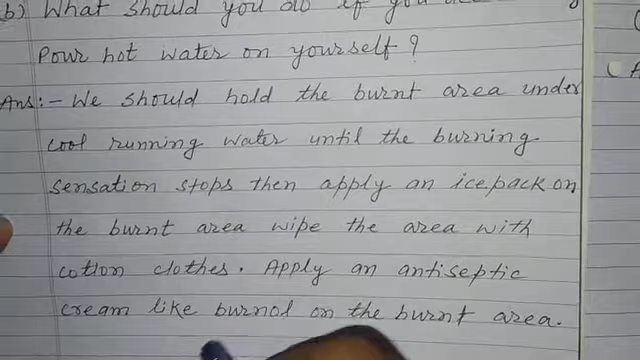 b) What should you do if you
Pour hot water on yourself ?
Ans:- We should hold the burnt area under
cool running water until the burning
sensation stops then apply an icepack on
the burnt area wipe the area with
cotton clothes. Apply an antiseptic
cream like burnol on the burnt area.